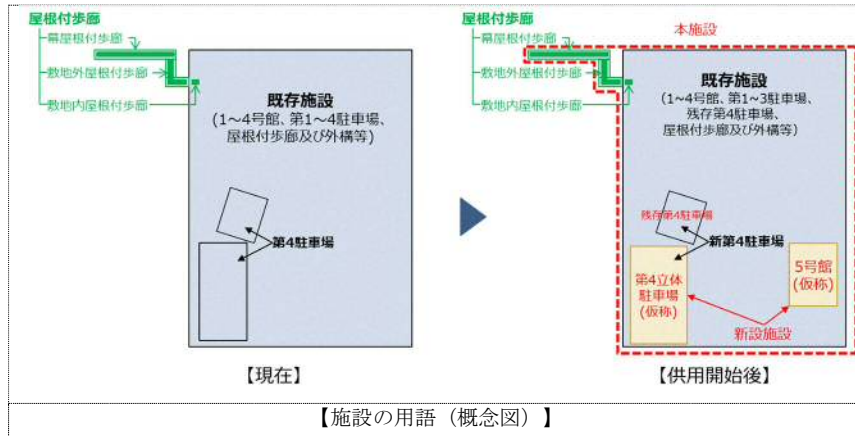 屋根付歩廊
幕屋根付歩廊
敷地外屋根付歩廊
敷地内屋根付歩廊
既存施設
(1~4号館、第1~4駐車場、
屋根付歩廊及び外構等)
第4駐車場
【現在】
屋根付歩廊
幕屋根付歩廊
敷地外屋根付歩廊
敷地内屋根付歩廊
本施設
既存施設
(1~4号館、第1~3駐車場、
残存第4駐車場、
屋根付歩廊及び外構等)
残存第4駐車場
新第4駐車場
第4立体
駐車場
(仮称)
5号館
(仮称)
新設施設
【供用開始後】
【施設の用語（概念図）】